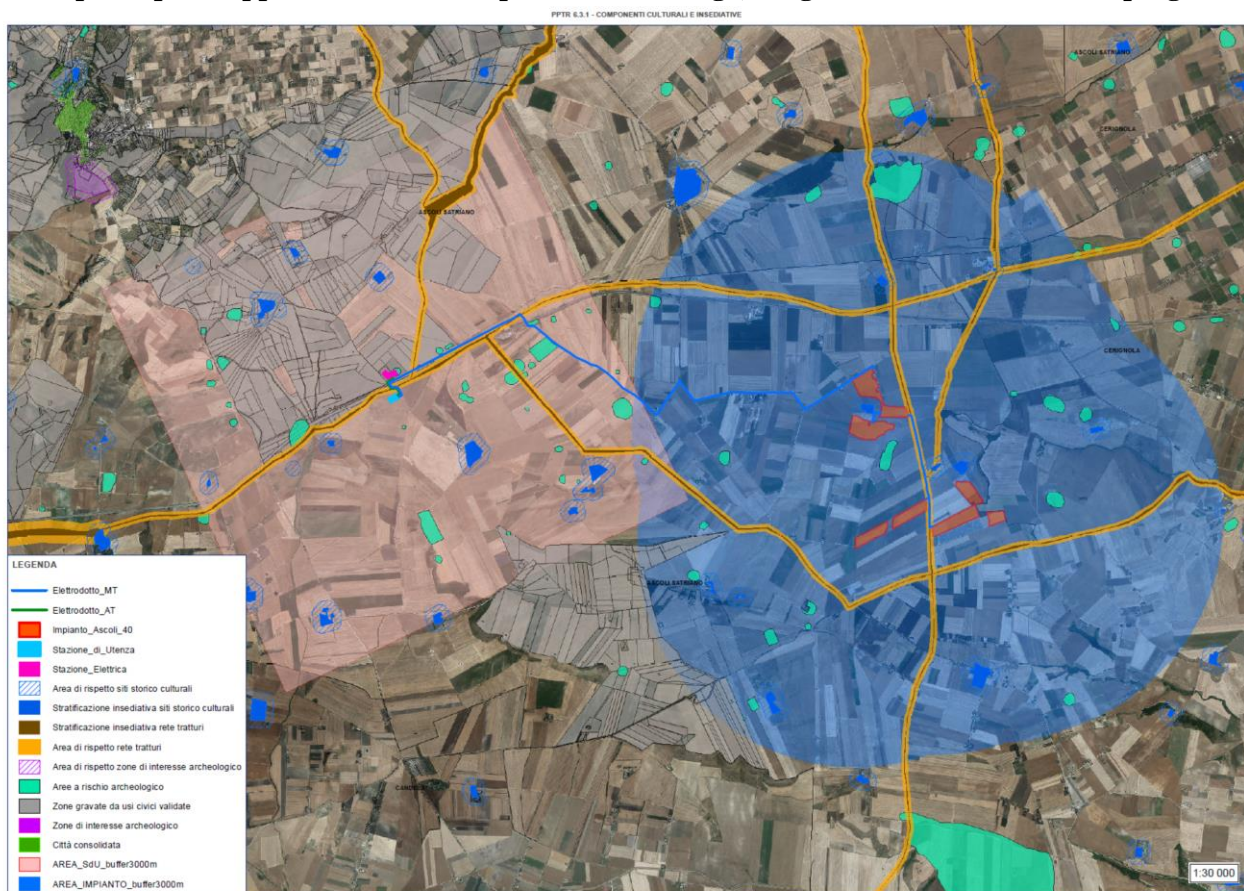 PPTR 6.3.1 - COMPONENTI CULTURALI E INSEDIATIVE
ASCOLI SATRIANO
CERIGNOLA
ASCOLI SATRIANO
CERIGNOLA
ASCOLI SATRIANO
LEGENDA
Elettrodotto_MT
Elettrodotto_AT
Impianto_Ascoli_40
Stazione_di_Utenza
Stazione_Elettrica
Area di rispetto siti storico culturali
Stratificazione insediativa siti storico culturali
Stratificazione insediativa rete tratturi
Area di rispetto rete tratturi
Area di rispetto zone di interesse archeologico
Aree a rischio archeologico
Zone gravate da usi civici validate
Zone di interesse archeologico
Città consolidata
AREA_SdU_buffer3000m
AREA_IMPIANTO_buffer3000m
1:30 000